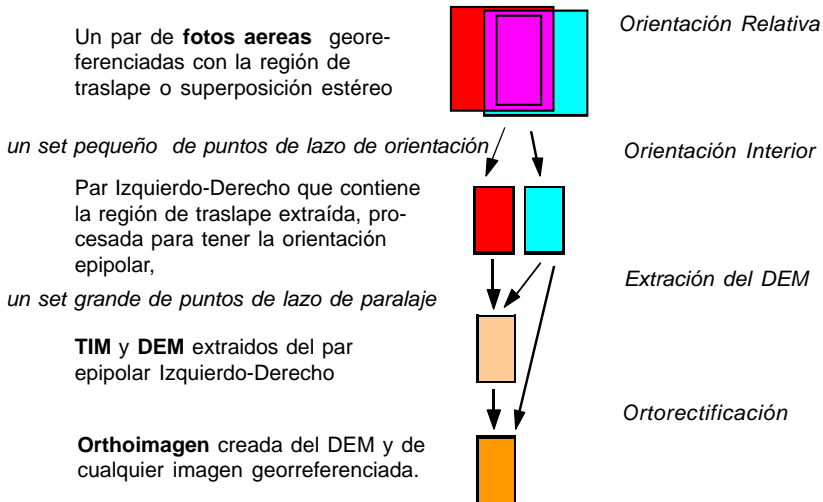 Un par de fotos aereas geore-
ferenciadas con la región de
traslape o superposición estéreo
Orientación Relativa
un set pequeño de puntos de lazo de orientación
Orientación Interior
Par Izquierdo-Derecho que contiene
la región de traslape extraída, pro-
cesada para tener la orientación
epipolar,
un set grande de puntos de lazo de paralaje
Extración del DEM
TIM y DEM extraidos del par
epipolar Izquierdo-Derecho
Ortorectificación
Orthoimagen creada del DEM y de
cualquier imagen georreferenciada.